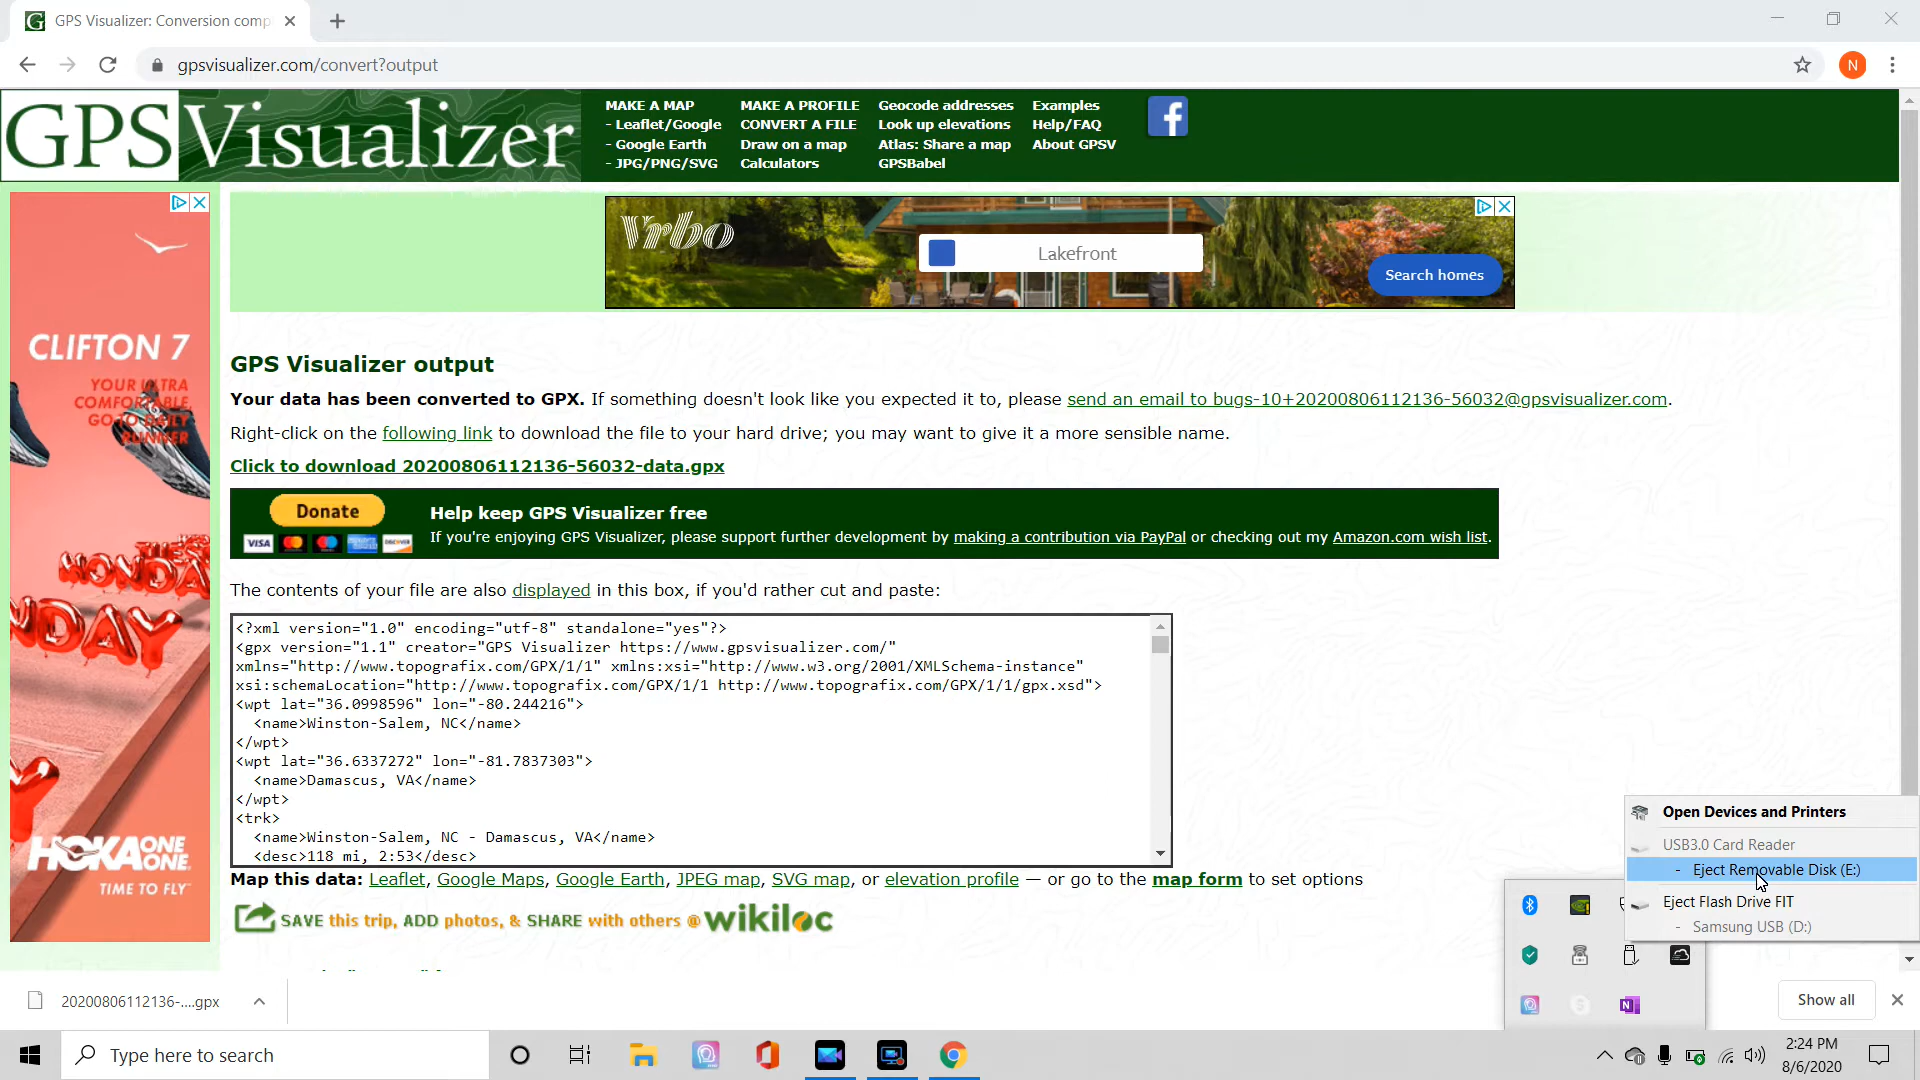 GPS Visualizer: Conversion comp
gpsvisualizer.com/convert?output
N
GPSVisualizer
MAKE A MAP
- Leaflet/Google
- Google Earth
- JPG/PNG/SVG
MAKE A PROFILE
CONVERT A FILE
Draw on a map
Calculators
Geocode addresses
Look up elevations
Atlas: Share a map
GPSBabel
Examples
Help/FAQ
About GPSV
Vrbo
Lakefront
Search homes
CLIFTON 7
YOUR ULTRA
COMFORTABLE,
GO-TO DAILY
RUNNER
HOKA ONE ONE
TIME TO FLY
GPS Visualizer output
Your data has been converted to GPX. If something doesn't look like you expected it to, please send an email to bugs-10+20200806112136-56032@gpsvisualizer.com.
Right-click on the following link to download the file to your hard drive; you may want to give it a more sensible name.
Click to download 20200806112136-56032-data.gpx
Donate
VISA
DISCOVER
Help keep GPS Visualizer free
If you're enjoying GPS Visualizer, please support further development by making a contribution via PayPal or checking out my Amazon.com wish list.
The contents of your file are also displayed in this box, if you'd rather cut and paste:
<?xml version="1.0" encoding="utf-8" standalone="yes"?>
<gpx version="1.1" creator="GPS Visualizer https://www.gpsvisualizer.com/"
xmlns="http://www.topografix.com/GPX/1/1" xmlns:xsi="http://www.w3.org/2001/XMLSchema-instance"
xsi:schemaLocation="http://www.topografix.com/GPX/1/1 http://www.topografix.com/GPX/1/1/gpx.xsd">
<wpt lat="36.0998596" lon="-80.244216">
<name>Winston-Salem, NC</name>
</wpt>
<wpt lat="36.6337272" lon="-81.7837303">
<name>Damascus, VA</name>
</wpt>
<trk>
<name>Winston-Salem, NC - Damascus, VA</name>
<desc>118 mi, 2:53</desc>
Map this data: Leaflet, Google Maps, Google Earth, JPEG map, SVG map, or elevation profile — or go to the map form to set options
SAVE this trip, ADD photos, & SHARE with others @ wikiloc
Open Devices and Printers
USB3.0 Card Reader
- Eject Removable Disk (E:)
Eject Flash Drive FIT
- Samsung USB (D:)
20200806112136-....gpx
Show all
Type here to search
2:24 PM
8/6/2020